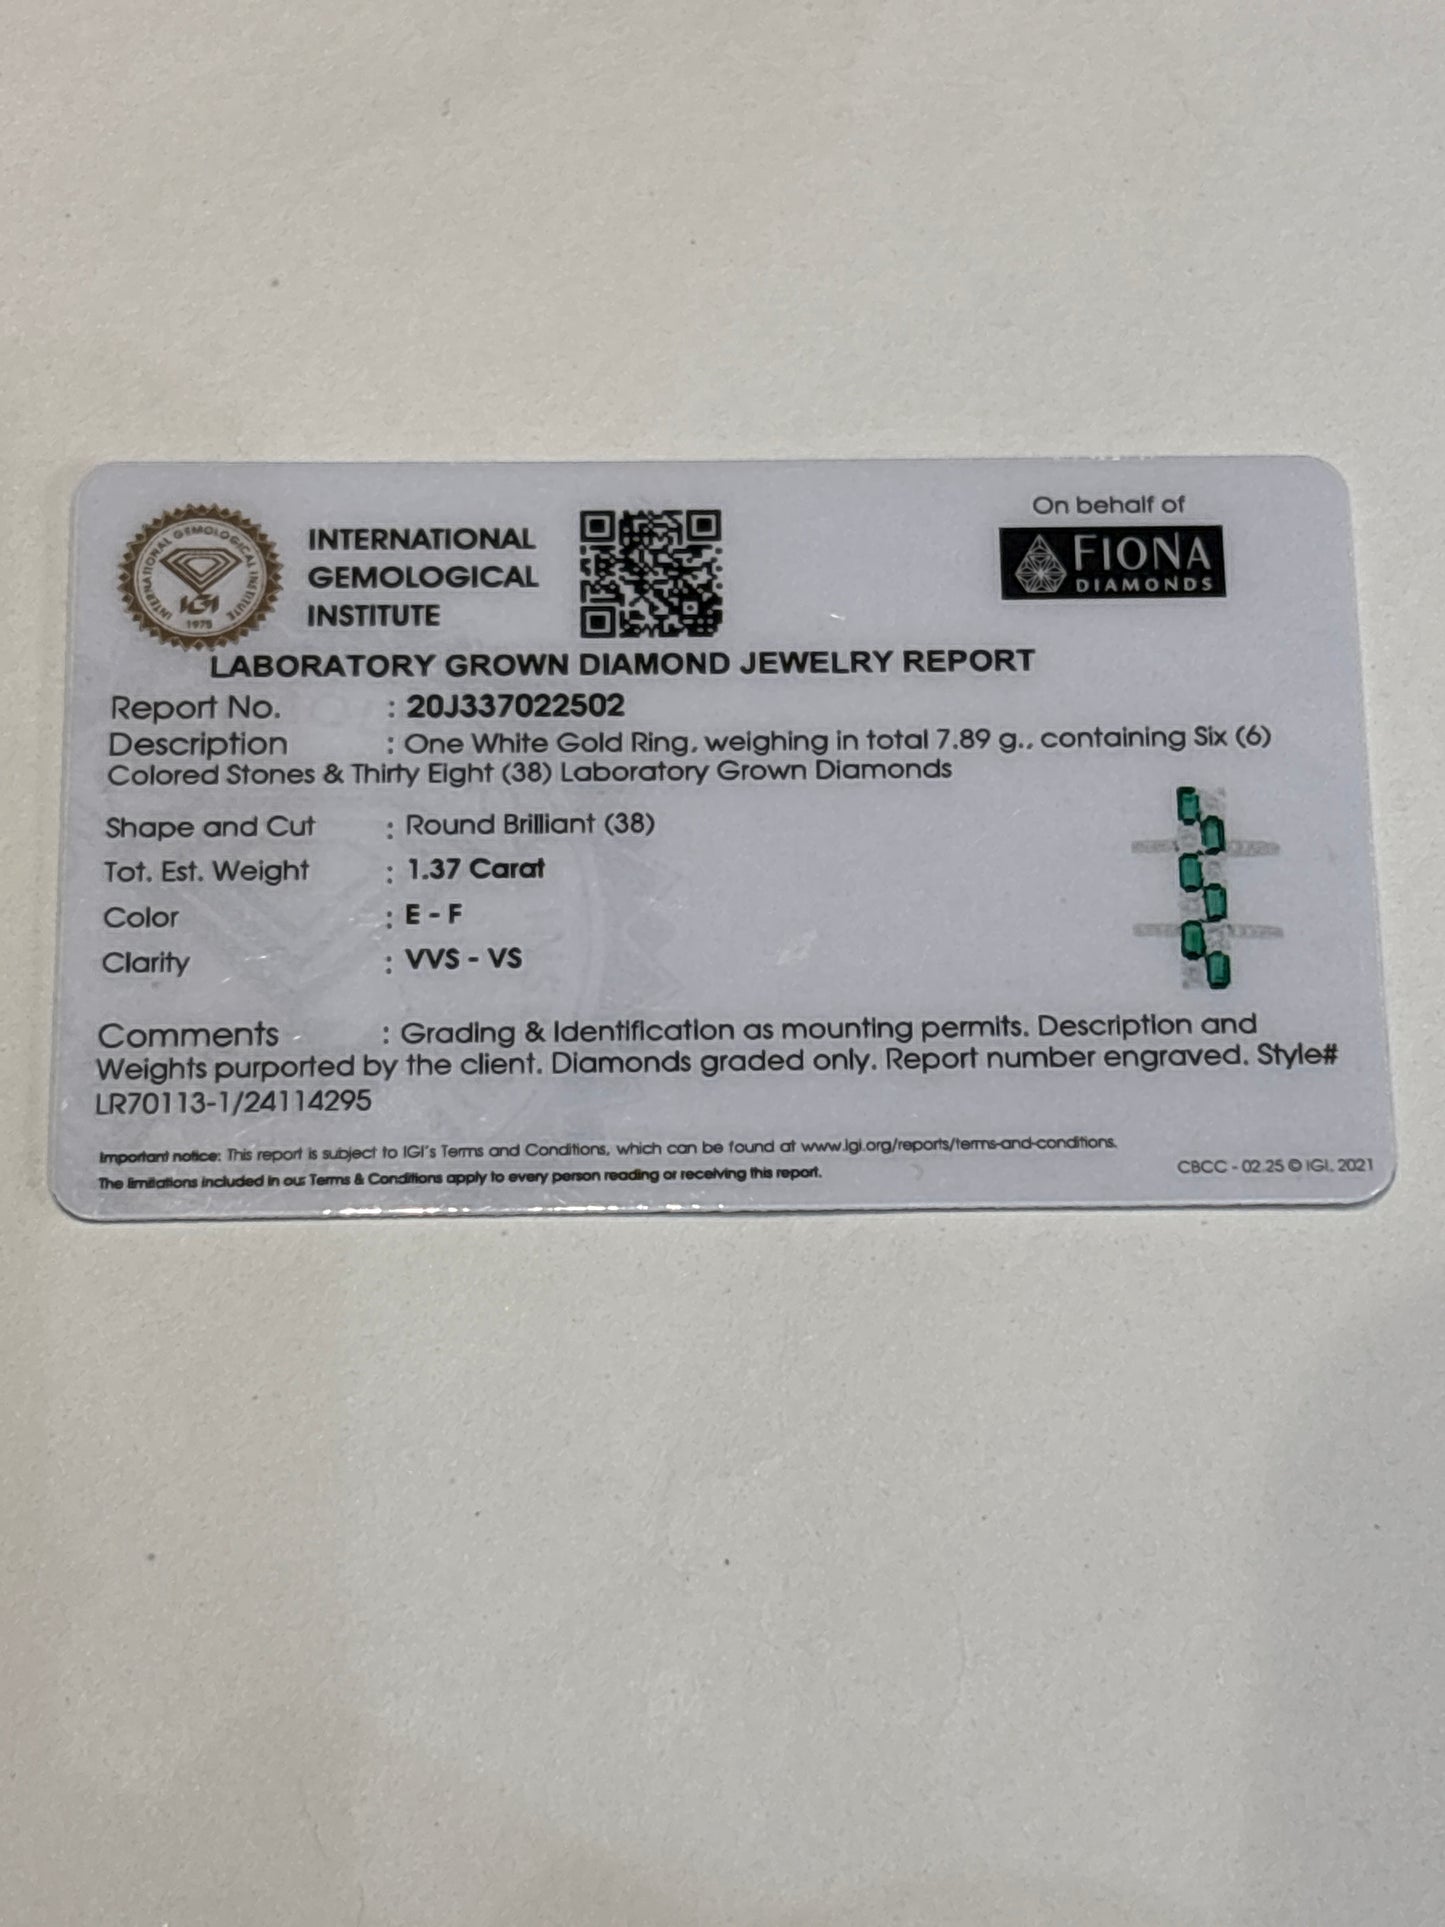 INTERNATIONAL GEMOLOGICAL INSTITUTE
IGI
1975
INTERNATIONAL
GEMOLOGICAL
INSTITUTE
On behalf of
FIONA
DIAMONDS
LABORATORY GROWN DIAMOND JEWELRY REPORT
Report No. : 20J337022502
Description : One White Gold Ring, weighing in total 7.89 g., containing Six (6)
Colored Stones & Thirty Eight (38) Laboratory Grown Diamonds
Shape and Cut : Round Brilliant (38)
Tot. Est. Weight : 1.37 Carat
Color : E - F
Clarity : VVS - VS
Comments : Grading & Identification as mounting permits. Description and
Weights purported by the client. Diamonds graded only. Report number engraved. Style#
LR70113-1/24114295
Important notice: This report is subject to IGI's Terms and Conditions, which can be found at www.igi.org/reports/terms-and-conditions.
The limitations included in our Terms & Conditions apply to every person reading or receiving this report.
CBCC - 02.25 © IGI, 2021